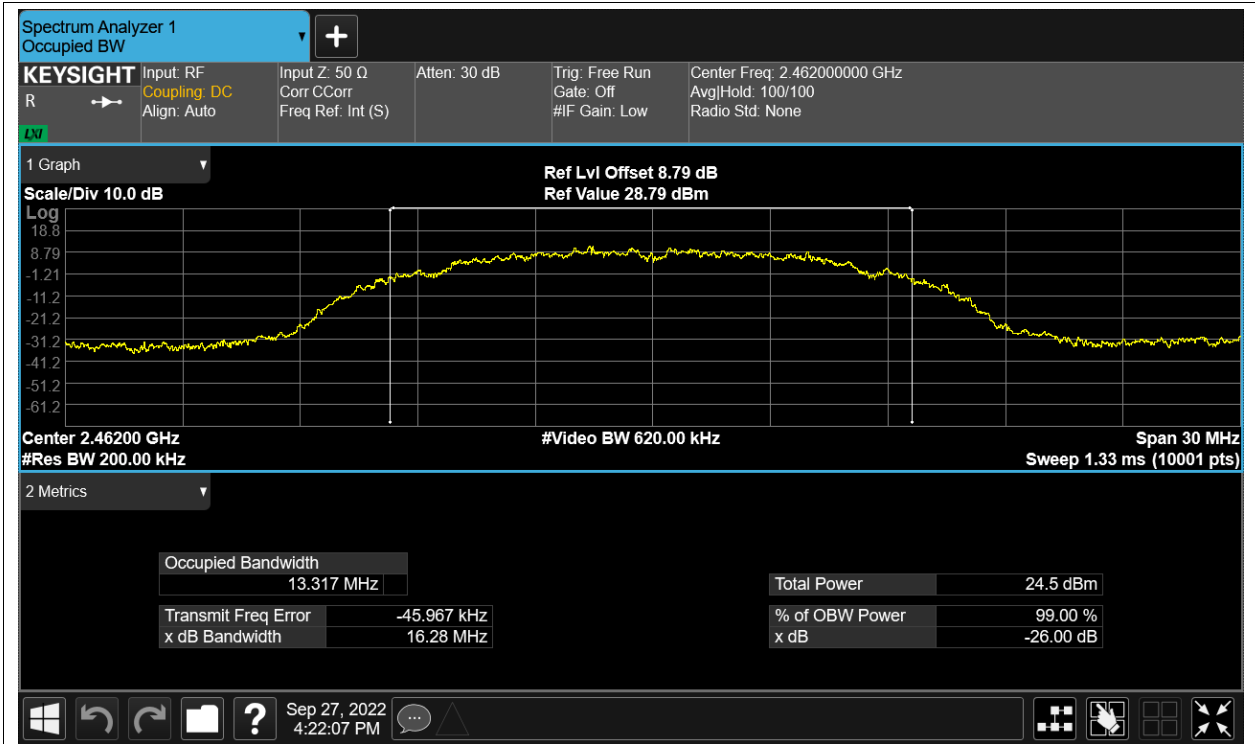 Spectrum Analyzer 1
Occupied BW
+
KEYSIGHT Input: RF Input Z: 50 Ω Atten: 30 dB Trig: Free Run Center Freq: 2.462000000 GHz
R Coupling: DC Corr CCorr Gate: Off Avg|Hold: 100/100
Align: Auto Freq Ref: Int (S) #IF Gain: Low Radio Std: None
LXI
1 Graph
Ref Lvl Offset 8.79 dB
Scale/Div 10.0 dB Ref Value 28.79 dBm
Log
18.8
8.79
-1.21
-11.2
-21.2
-31.2
-41.2
-51.2
-61.2
Center 2.46200 GHz #Video BW 620.00 kHz Span 30 MHz
#Res BW 200.00 kHz Sweep 1.33 ms (10001 pts)
2 Metrics
Occupied Bandwidth
13.317 MHz Total Power 24.5 dBm
Transmit Freq Error -45.967 kHz % of OBW Power 99.00 %
x dB Bandwidth 16.28 MHz x dB -26.00 dB
? Sep 27, 2022
4:22:07 PM